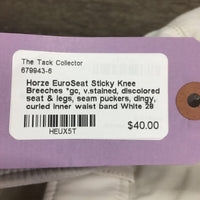 The Tack Collector
679943-6
Horze EuroSeat Sticky Knee
Breeches *gc, v.stained, discolored
seat & legs, seam puckers, dingy,
curled inner waist band White 28
HEUX5T
$40.00